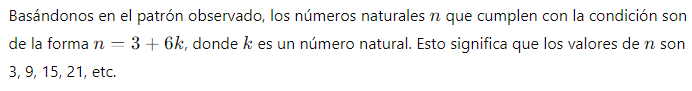 Basándonos en el patrón observado, los números naturales n que cumplen con la condición son
de la forma n = 3 + 6k, donde k es un número natural. Esto significa que los valores de n son
3, 9, 15, 21, etc.